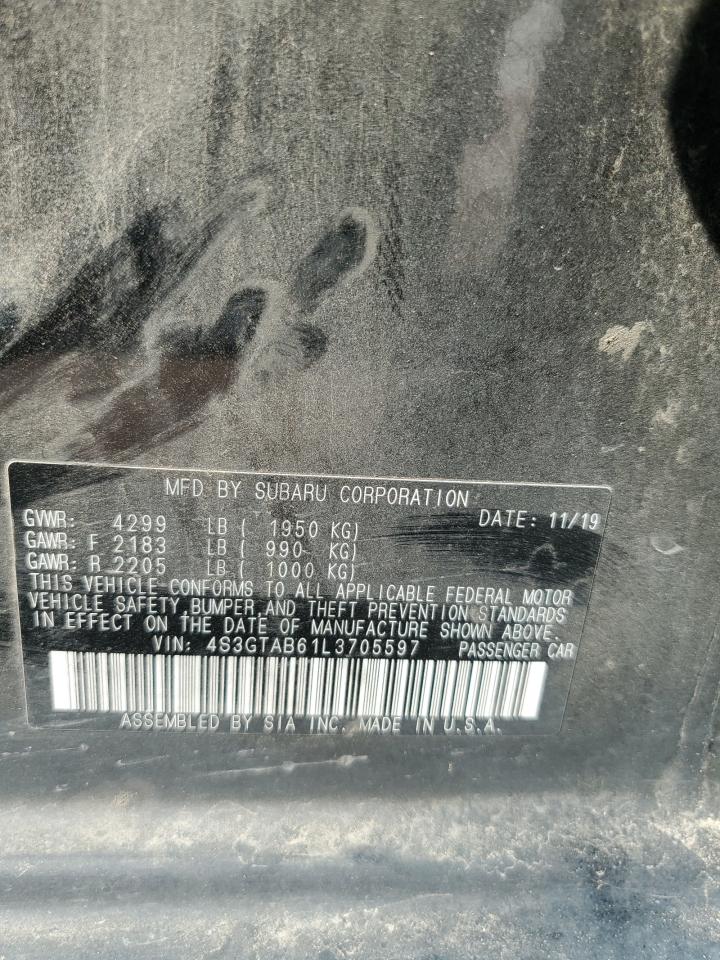 MFD BY SUBARU CORPORATION
GVWR: 4299 LB ( 1950 KG) DATE: 11/19
GAWR: F 2183 LB ( 990 KG)
GAWR: R 2205 LB ( 1000 KG)
THIS VEHICLE CONFORMS TO ALL APPLICABLE FEDERAL MOTOR
VEHICLE SAFETY, BUMPER, AND THEFT PREVENTION STANDARDS
IN EFFECT ON THE DATE OF MANUFACTURE SHOWN ABOVE.
VIN: 4S3GTAB61L3705597 PASSENGER CAR
ASSEMBLED BY SIA INC. MADE IN U.S.A.